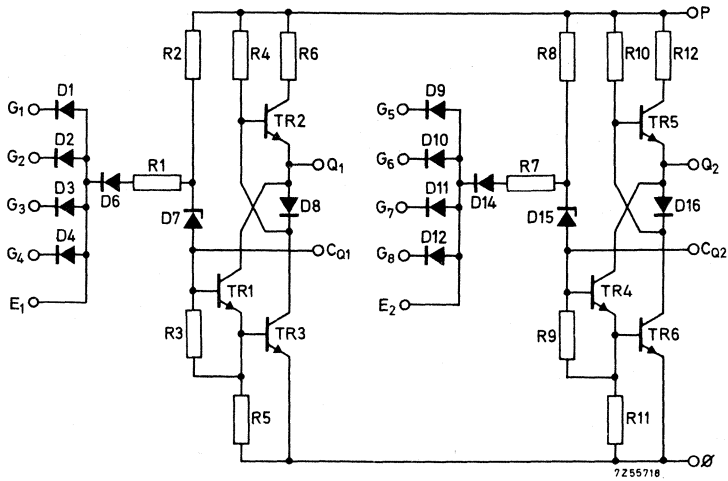 P
R2 R4 R6 R8 R10 R12
D1 D9
G1 G5
TR2 TR5
D2 D10
G2 Q1 G6 Q2
R1 R7
D3 D11
D6 D14
G3 D7 D8 G7 D15 D16
D4 D12
G4 CQ1 G8 CQ2
TR1 TR4
E1 E2
R3 TR3 R9 TR6
R5 R11
Ø
7Z55718